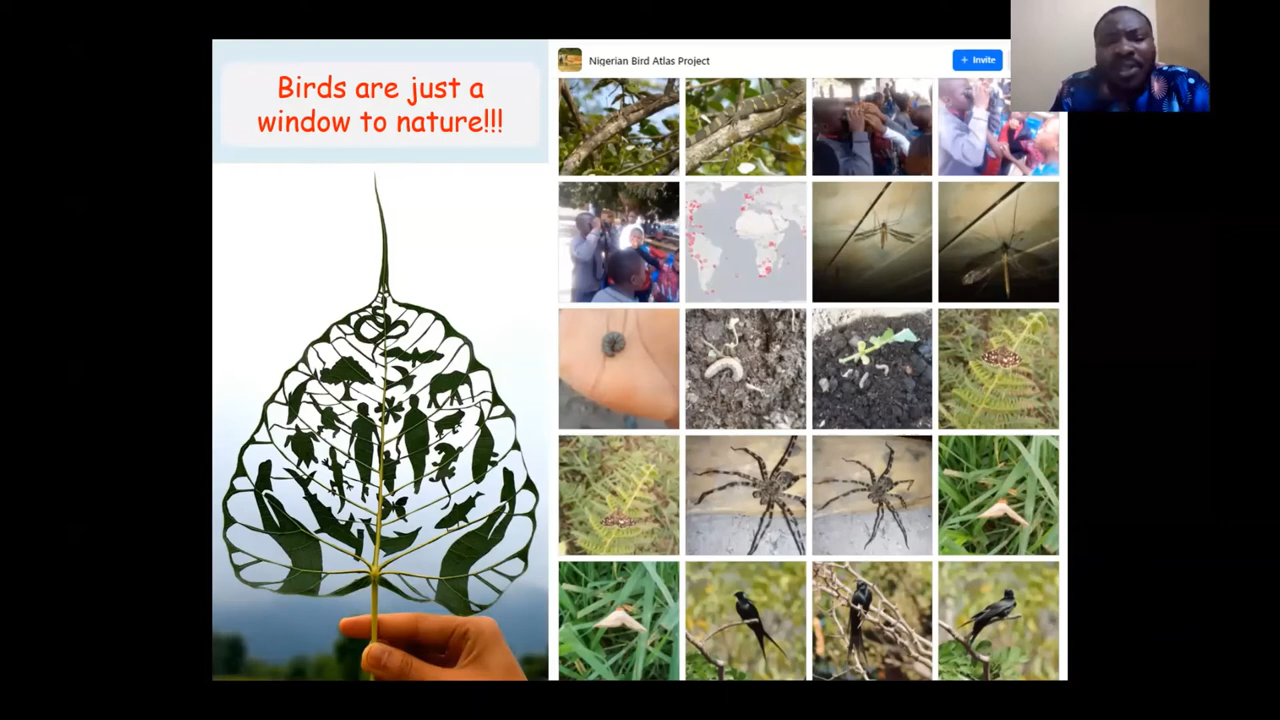 Birds are just a
window to nature!!!
Nigerian Bird Atlas Project
+ Invite